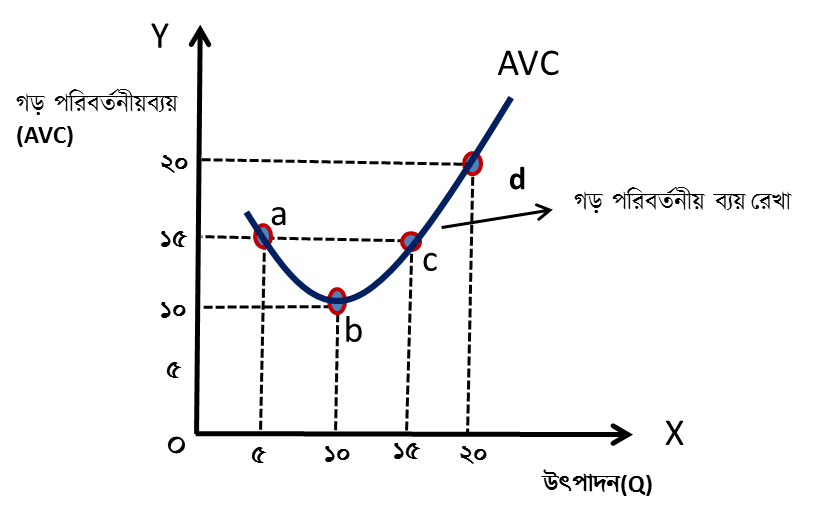 Y
AVC
গড় পরিবর্তনীয়ব্যয়
(AVC)
২০
d
গড় পরিবর্তনীয় ব্যয় রেখা
a
১৫
c
১০
b
৫
০
৫
১০
১৫
২০
X
উৎপাদন(Q)